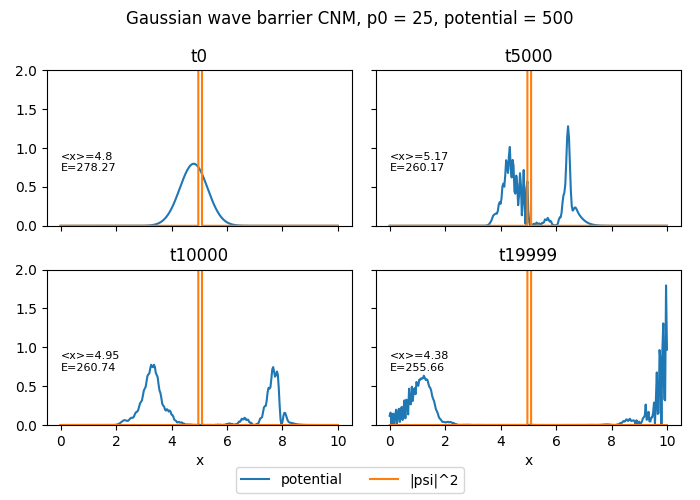 Gaussian wave barrier CNM, p0 = 25, potential = 500
t0
t5000
2.0
1.5
1.0
0.5
0.0
<x>=4.8
E=278.27
<x>=5.17
E=260.17
t10000
t19999
2.0
1.5
1.0
0.5
0.0
<x>=4.95
E=260.74
<x>=4.38
E=255.66
0 2 4 6 8 10
0 2 4 6 8 10
x
x
potential
|psi|^2